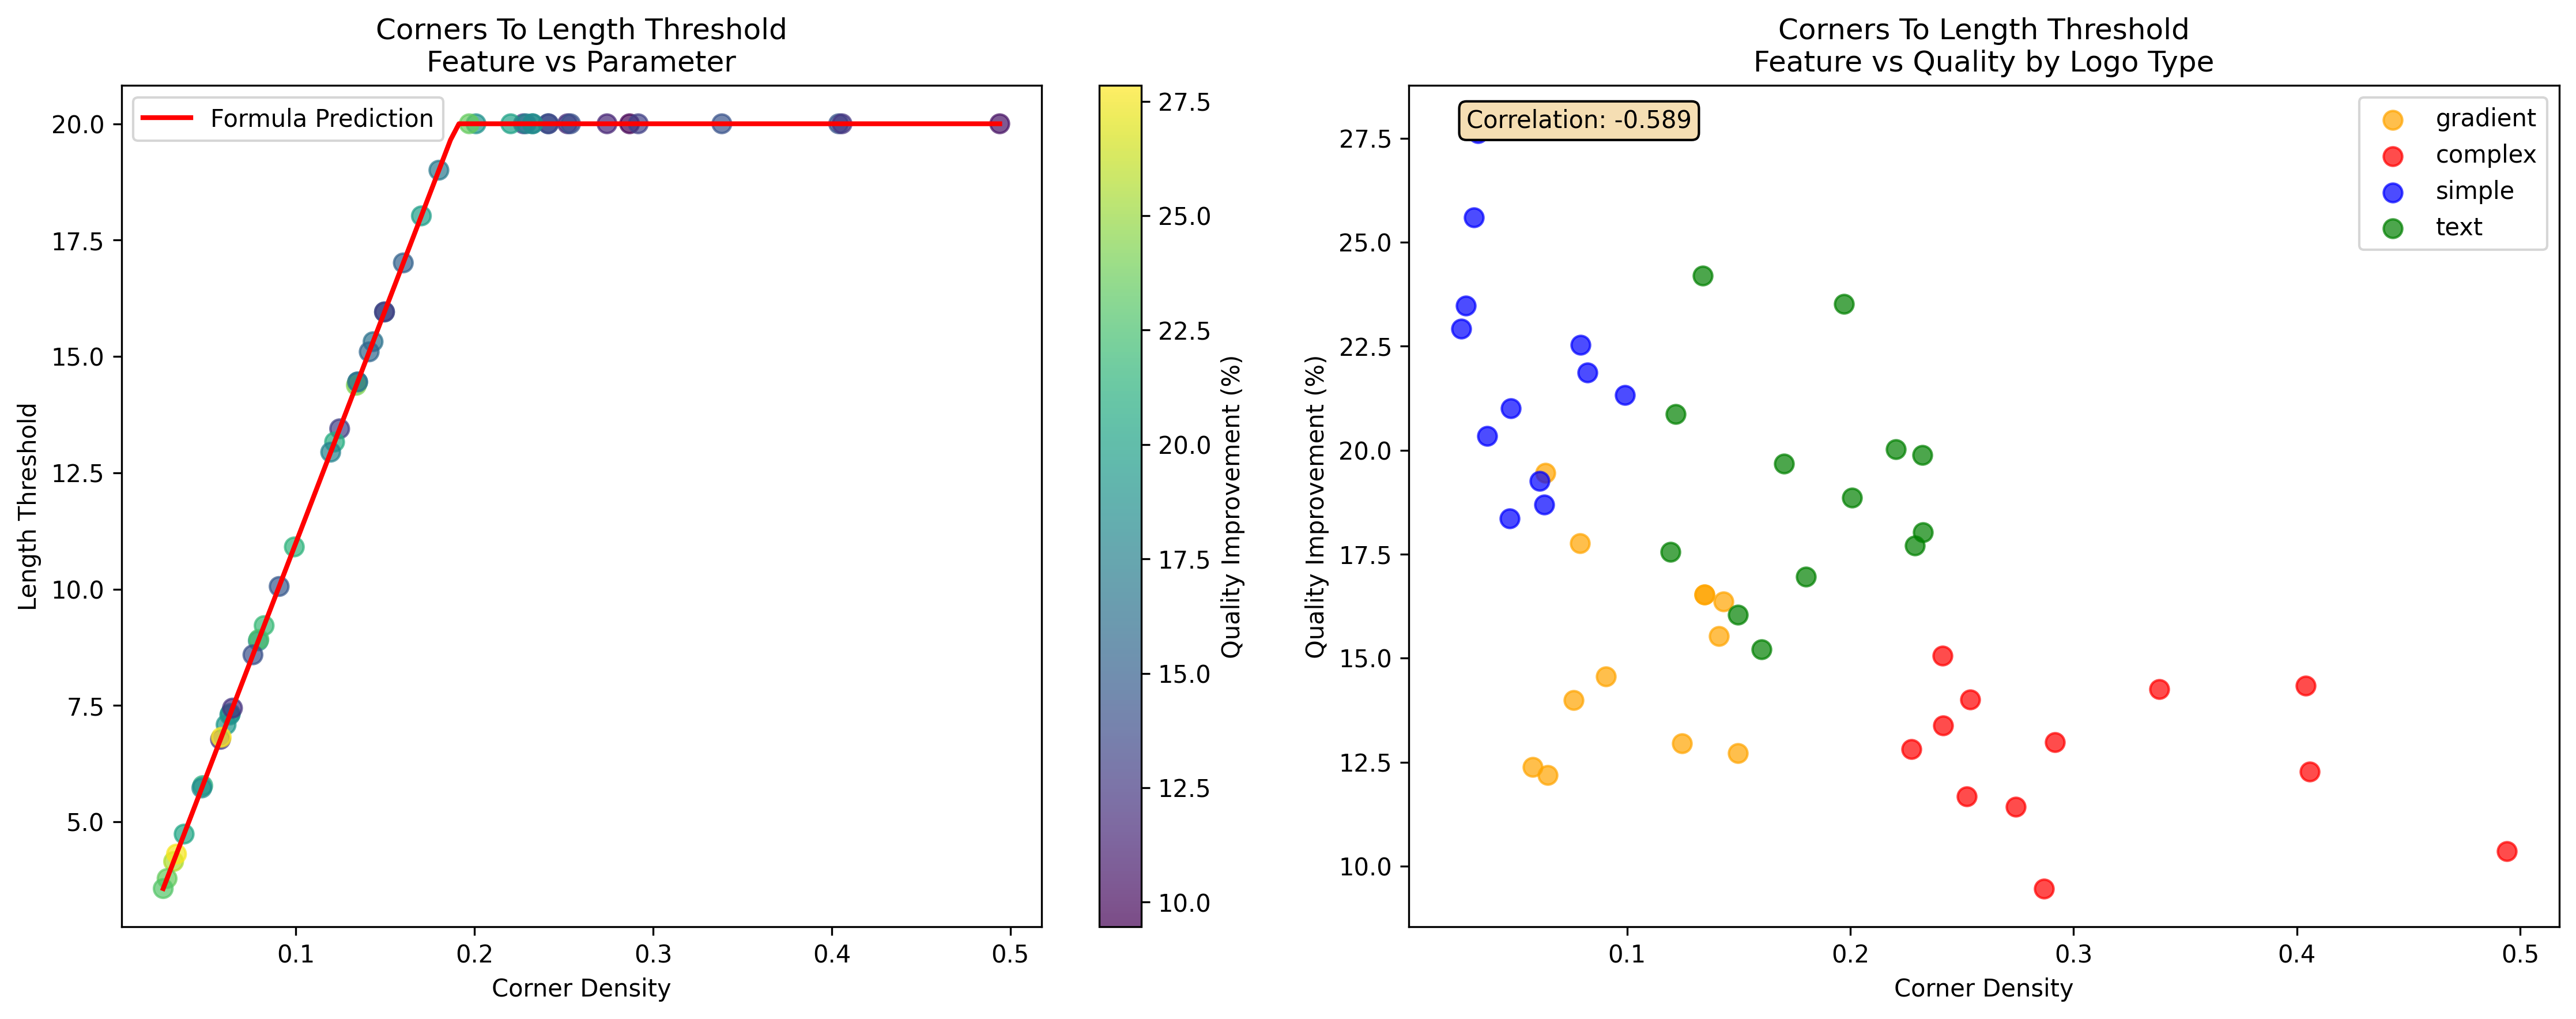 Corners To Length Threshold
Feature vs Parameter
Formula Prediction
20.0
17.5
15.0
12.5
10.0
7.5
5.0
Length Threshold
0.1
0.2
0.3
0.4
0.5
Corner Density
27.5
25.0
22.5
20.0
17.5
15.0
12.5
10.0
Quality Improvement (%)
Corners To Length Threshold
Feature vs Quality by Logo Type
Correlation: -0.589
gradient
complex
simple
text
27.5
25.0
22.5
20.0
17.5
15.0
12.5
10.0
Quality Improvement (%)
0.1
0.2
0.3
0.4
0.5
Corner Density